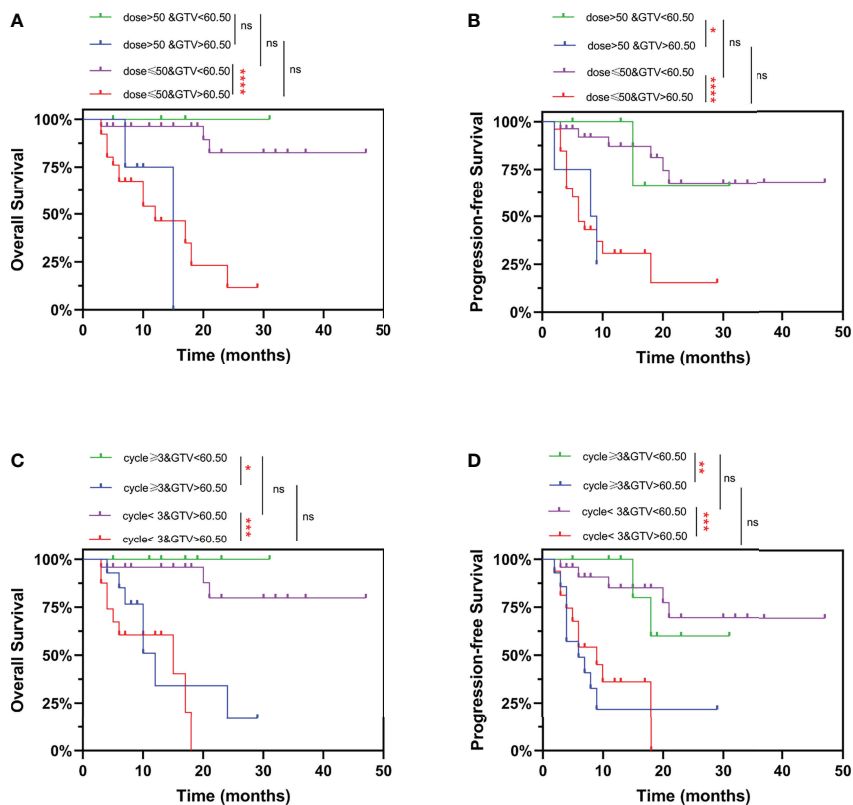 A
dose>50 &GTV<60.50
dose>50 &GTV>60.50
dose≤50&GTV<60.50
dose≤50&GTV>60.50
ns
ns
ns
****
Overall Survival
100%
75%
50%
25%
0%
0
10
20
30
40
50
Time (months)
B
dose>50 &GTV<60.50
dose>50 &GTV>60.50
dose≤50&GTV<60.50
dose≤50&GTV>60.50
*
ns
ns
****
Progression-free Survival
100%
75%
50%
25%
0%
0
10
20
30
40
50
Time (months)
C
cycle≥3&GTV<60.50
cycle≥3&GTV>60.50
cycle< 3&GTV>60.50
cycle< 3&GTV>60.50
*
ns
ns
***
Overall Survival
100%
75%
50%
25%
0%
0
10
20
30
40
50
Time (months)
D
cycle≥3&GTV<60.50
cycle≥3&GTV>60.50
cycle< 3&GTV<60.50
cycle< 3&GTV>60.50
**
ns
ns
***
Progression-free Survival
100%
75%
50%
25%
0%
0
10
20
30
40
50
Time (months)